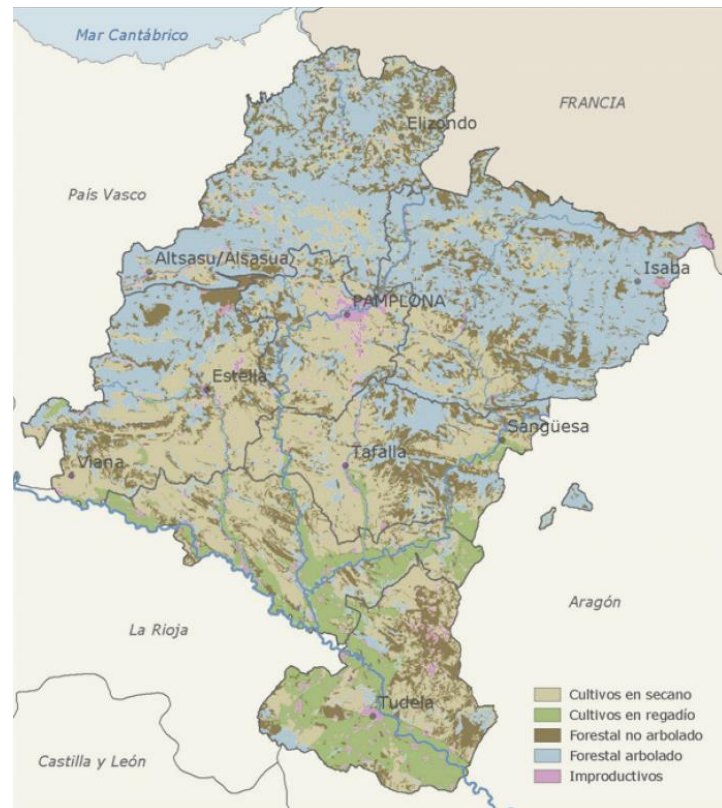 Mar Cantábrico
FRANCIA
Elizondo
País Vasco
Altsasu/Alsasua
Isaba
PAMPLONA
Estella
Sangüesa
Viana
Tafalla
Aragón
La Rioja
Tudela
Castilla y León
Cultivos en secano
Cultivos en regadío
Forestal no arbolado
Forestal arbolado
Improductivos